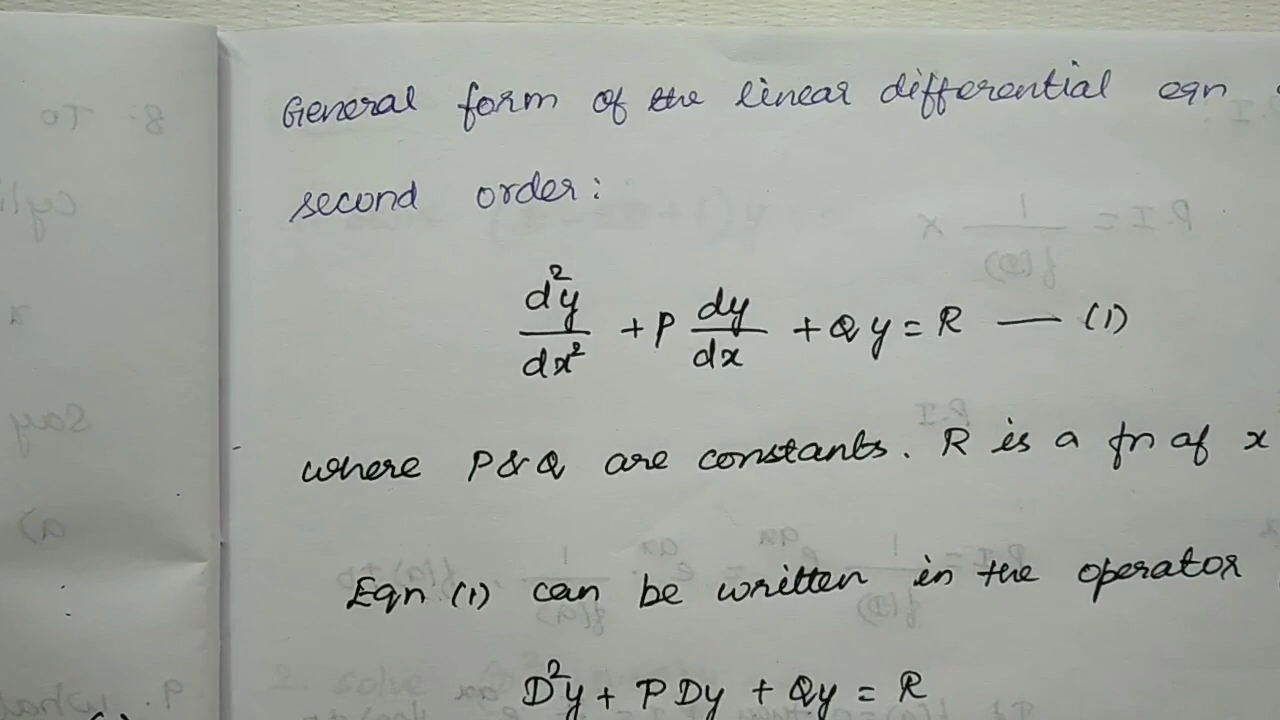 General form of the linear differential eqn
second order:
d²y/dx² + P dy/dx + Qy = R — (1)
where P & Q are constants. R is a fn of x
Eqn (1) can be written in the operator
D²y + PDy + Qy = R